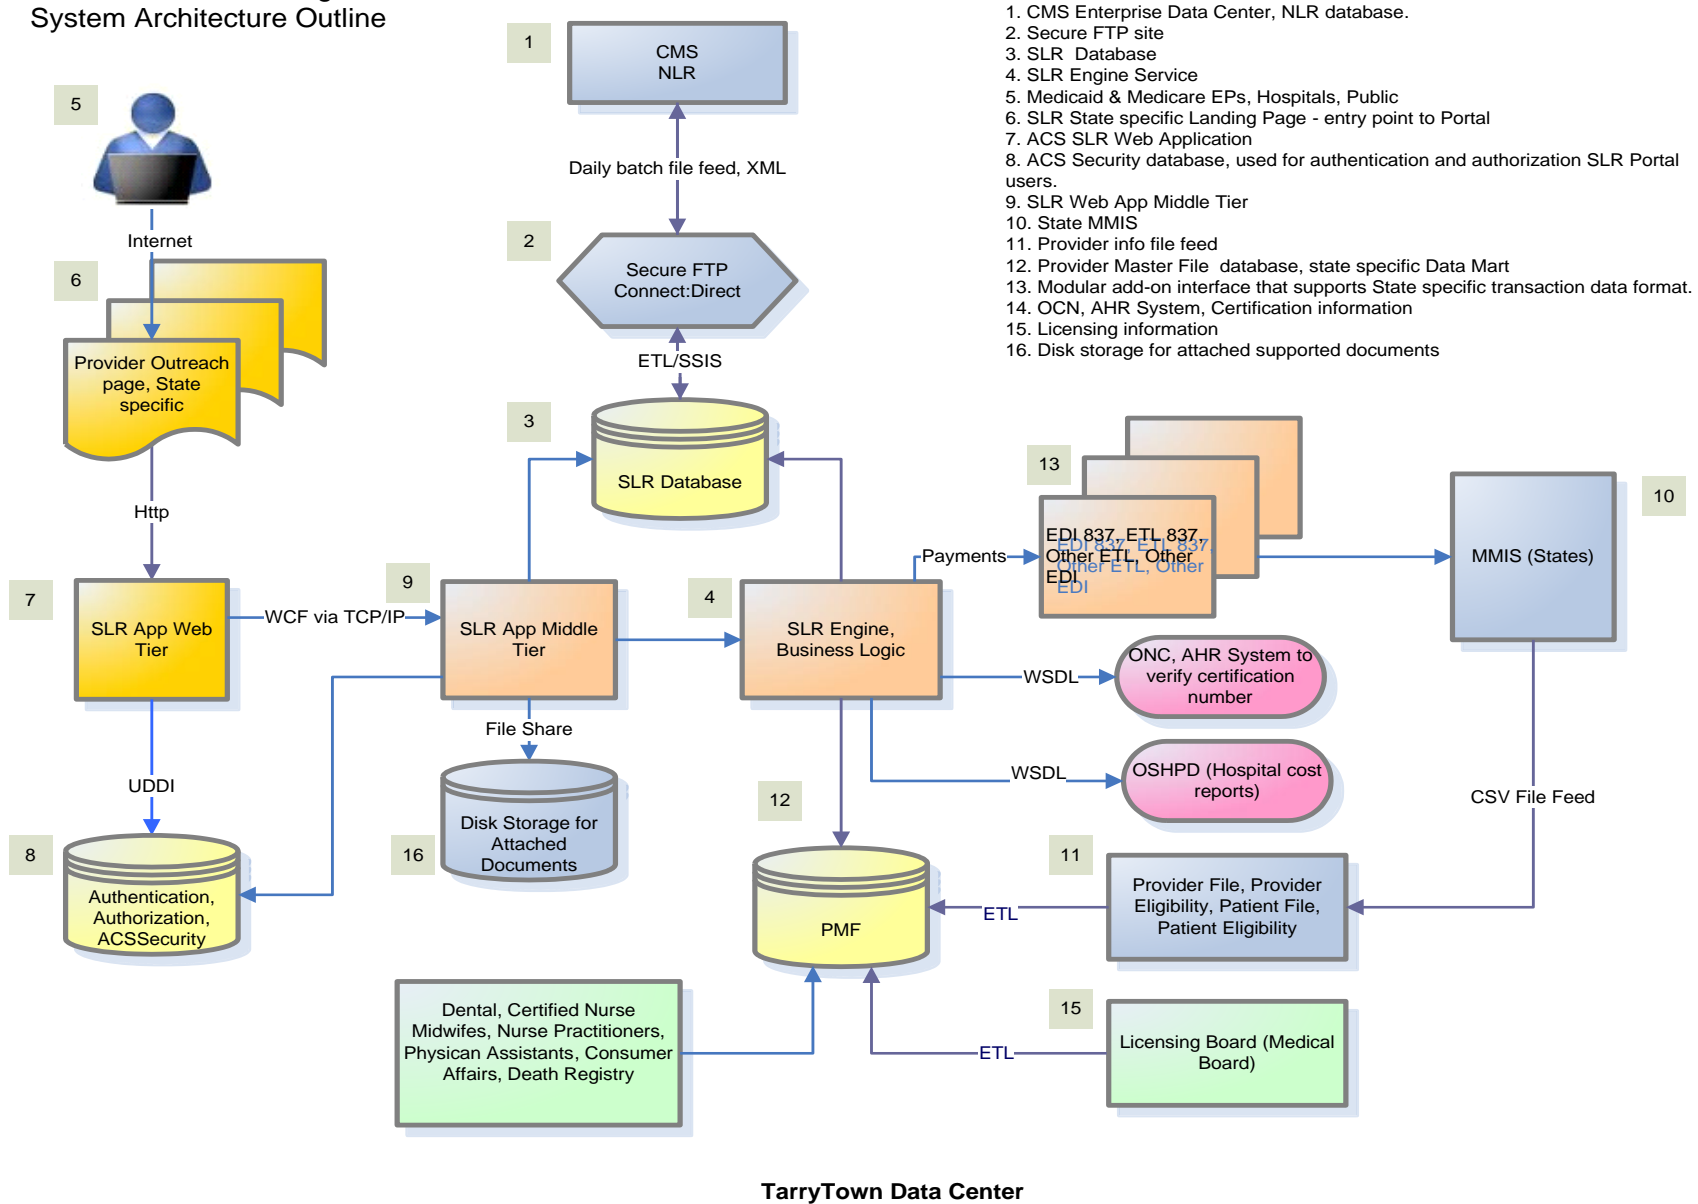 System Architecture Outline
1. CMS Enterprise Data Center, NLR database.
2. Secure FTP site
3. SLR  Database
4. SLR Engine Service
5. Medicaid & Medicare EPs, Hospitals, Public
6. SLR State specific Landing Page - entry point to Portal
7. ACS SLR Web Application
8. ACS Security database, used for authentication and authorization SLR Portal
users.
9. SLR Web App Middle Tier
10. State MMIS
11. Provider info file feed
12. Provider Master File  database, state specific Data Mart
13. Modular add-on interface that supports State specific transaction data format.
14. OCN, AHR System, Certification information
15. Licensing information
16. Disk storage for attached supported documents
1
CMS
NLR
5
Daily batch file feed, XML
Internet
2
Secure FTP
Connect:Direct
6
Provider Outreach
page, State
specific
ETL/SSIS
3
SLR Database
Http
13
EDI 837, ETL 837,
Other ETL, Other
EDI
EDI 837, ETL 837,
Other ETL, Other
EDI
10
MMIS (States)
Payments
7
SLR App Web
Tier
WCF via TCP/IP
9
SLR App Middle
Tier
4
SLR Engine,
Business Logic
WSDL
ONC, AHR System to
verify certification
number
File Share
WSDL
OSHPD (Hospital cost
reports)
UDDI
CSV File Feed
8
Authentication,
Authorization,
ACSSecurity
16
Disk Storage for
Attached
Documents
12
PMF
11
Provider File, Provider
Eligibility, Patient File,
Patient Eligibility
ETL
Dental, Certified Nurse
Midwifes, Nurse Practitioners,
Physican Assistants, Consumer
Affairs, Death Registry
15
Licensing Board (Medical
Board)
ETL
TarryTown Data Center